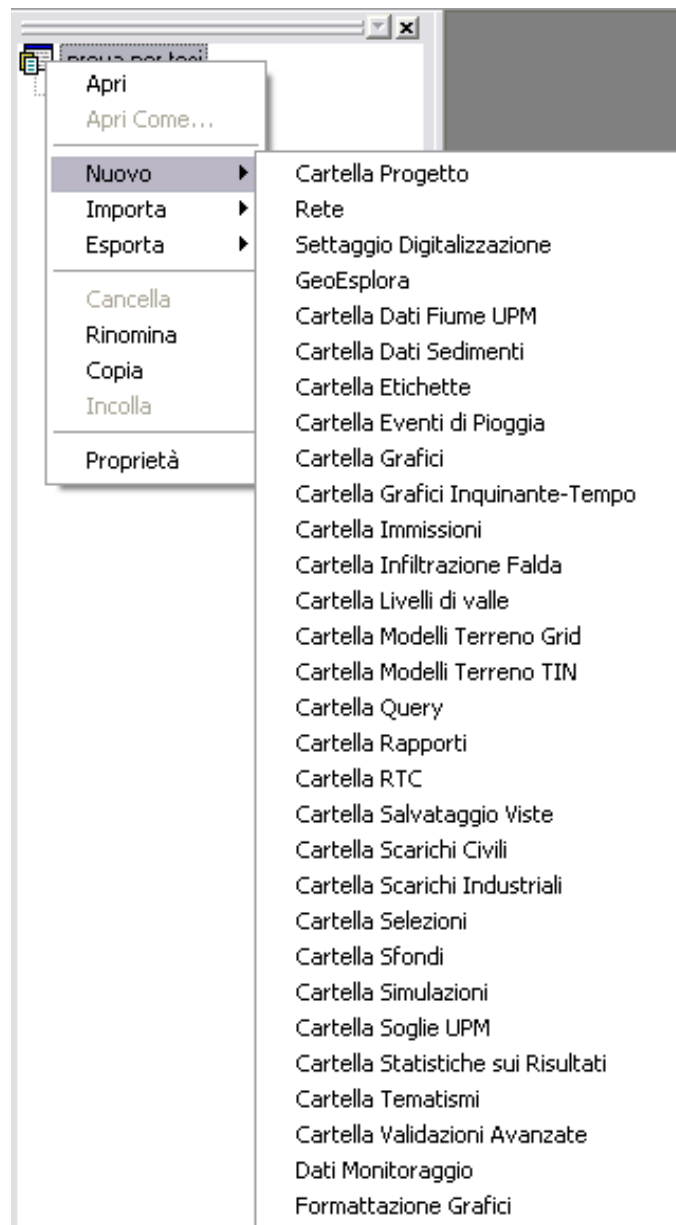 prova per tesi
Apri
Apri Come...
Nuovo
Importa
Esporta
Cancella
Rinomina
Copia
Incolla
Proprietà
Cartella Progetto
Rete
Settaggio Digitalizzazione
GeoEsplora
Cartella Dati Fiume UPM
Cartella Dati Sedimenti
Cartella Etichette
Cartella Eventi di Pioggia
Cartella Grafici
Cartella Grafici Inquinante-Tempo
Cartella Immissioni
Cartella Infiltrazione Falda
Cartella Livelli di valle
Cartella Modelli Terreno Grid
Cartella Modelli Terreno TIN
Cartella Query
Cartella Rapporti
Cartella RTC
Cartella Salvataggio Viste
Cartella Scarichi Civili
Cartella Scarichi Industriali
Cartella Selezioni
Cartella Sfondi
Cartella Simulazioni
Cartella Soglie UPM
Cartella Statistiche sui Risultati
Cartella Tematismi
Cartella Validazioni Avanzate
Dati Monitoraggio
Formattazione Grafici